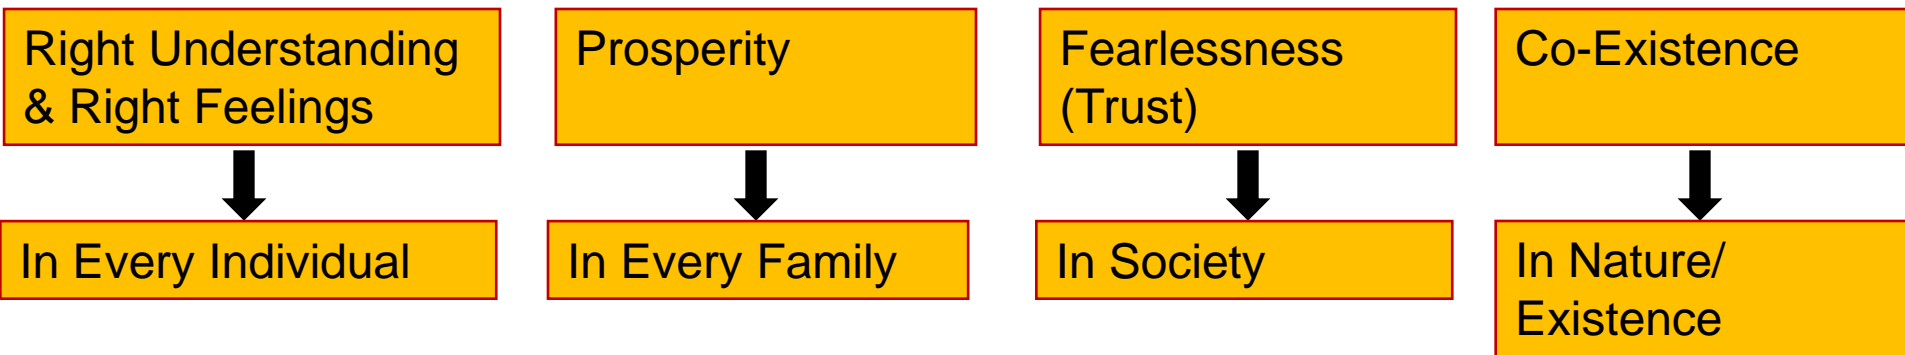 Right Understanding
& Right Feelings
Prosperity
Fearlessness
(Trust)
Co-Existence
In Every Individual
In Every Family
In Society
In Nature/
Existence